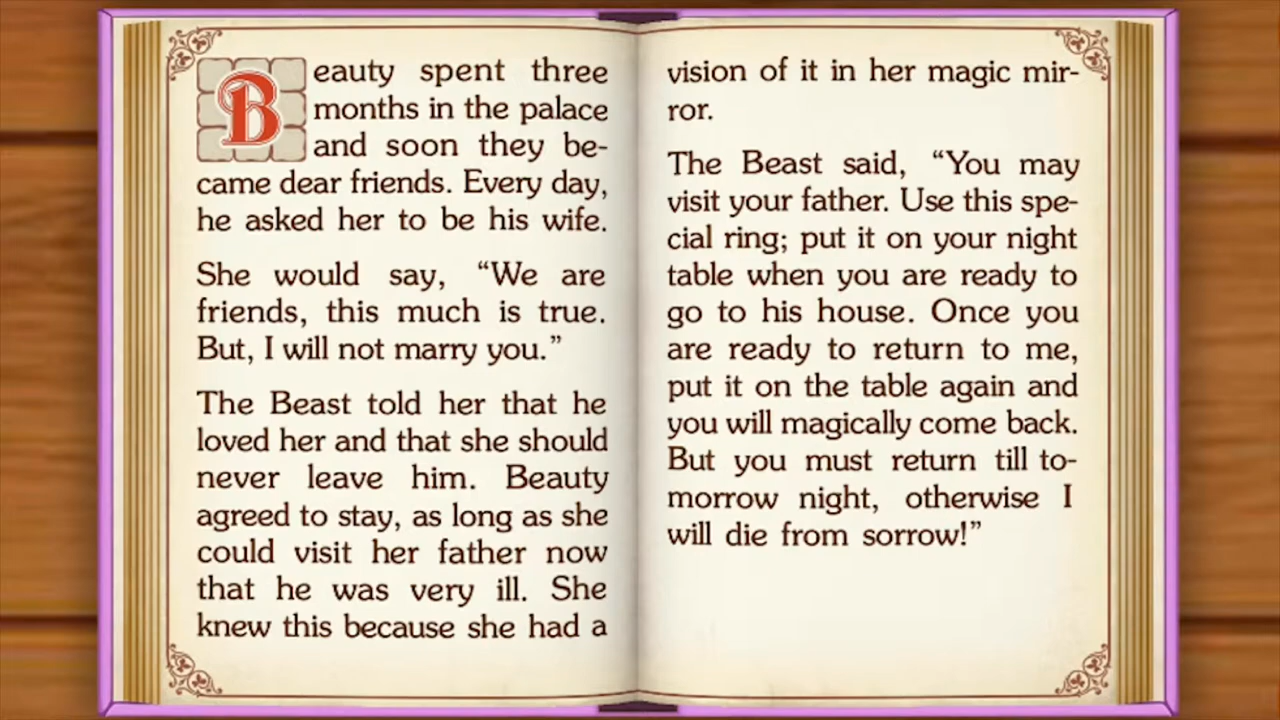 Beauty spent three
months in the palace
and soon they be-
came dear friends. Every day,
he asked her to be his wife.
She would say, “We are
friends, this much is true.
But, I will not marry you.”
The Beast told her that he
loved her and that she should
never leave him. Beauty
agreed to stay, as long as she
could visit her father now
that he was very ill. She
knew this because she had a
vision of it in her magic mir-
ror.
The Beast said, “You may
visit your father. Use this spe-
cial ring; put it on your night
table when you are ready to
go to his house. Once you
are ready to return to me,
put it on the table again and
you will magically come back.
But you must return till to-
morrow night, otherwise I
will die from sorrow!”